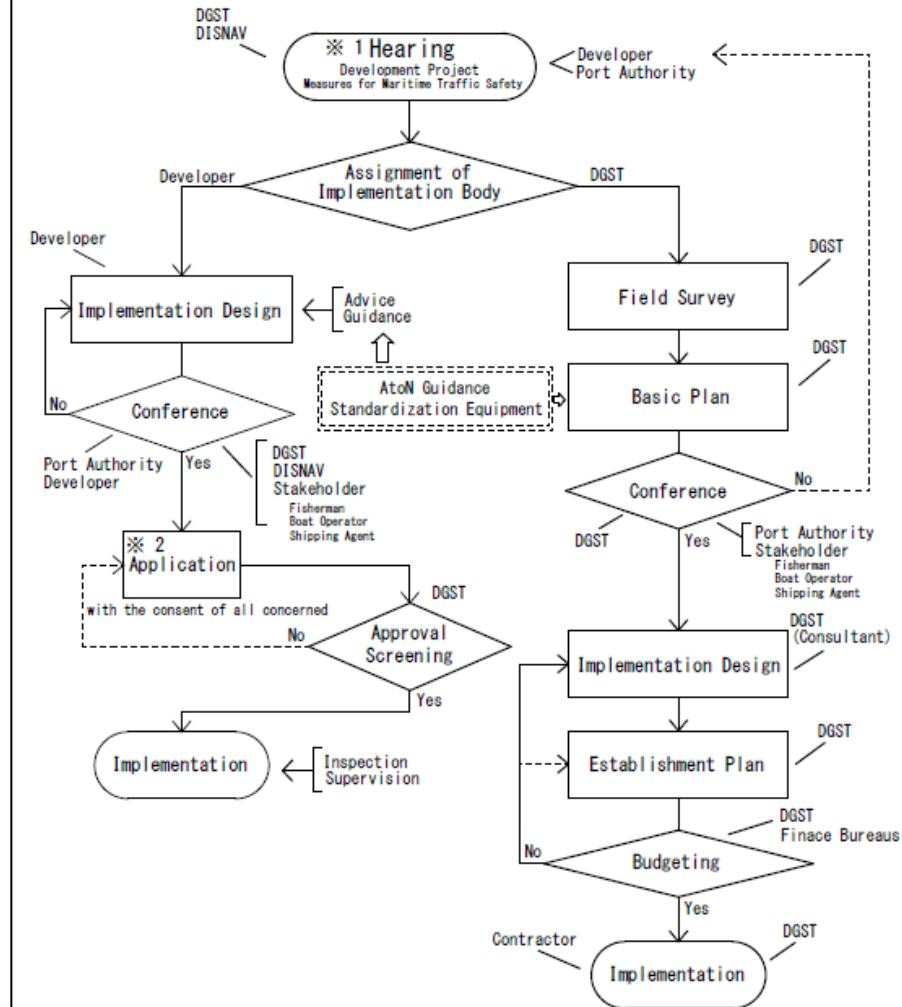 DGST
DISNAV
※ 1 Hearing
Development Project
Measures for Maritime Traffic Safety
Developer
Port Authority
Assignment of
Implementation Body
Developer
DGST
Developer
Implementation Design
Advice
Guidance
DGST
Field Survey
AtoN Guidance
Standardization Equipment
DGST
Basic Plan
No
Conference
Yes
Port Authority
Developer
DGST
DISNAV
Stakeholder
Fisherman
Boat Operator
Shipping Agent
Conference
No
DGST
Yes
Port Authority
Stakeholder
Fisherman
Boat Operator
Shipping Agent
※ 2
Application
with the consent of all concerned
DGST
No
Approval
Screening
Yes
Implementation
Inspection
Supervision
DGST
(Consultant)
Implementation Design
DGST
Establishment Plan
DGST
Finace Bureaus
No
Budgeting
Yes
Contractor
DGST
Implementation